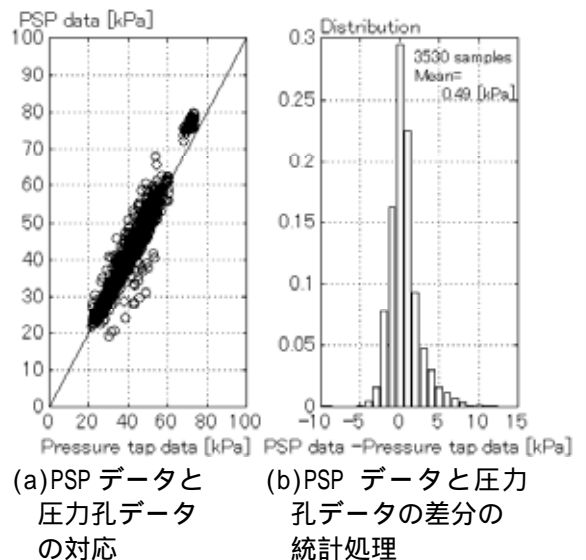 PSP data [kPa]
100
90
80
70
60
50
40
30
20
10
0
0 20 40 60 80 100
Pressure tap data [kPa]
Distribution
3530 samples
Mean=
0.49 [kPa]
0.3
0.25
0.2
0.15
0.1
0.05
0
-10 -5 0 5 10 15
PSP data -Pressure tap data [kPa]
(a)PSP データと
圧力孔データ
の対応
(b)PSP データと圧力
孔データの差分の
統計処理